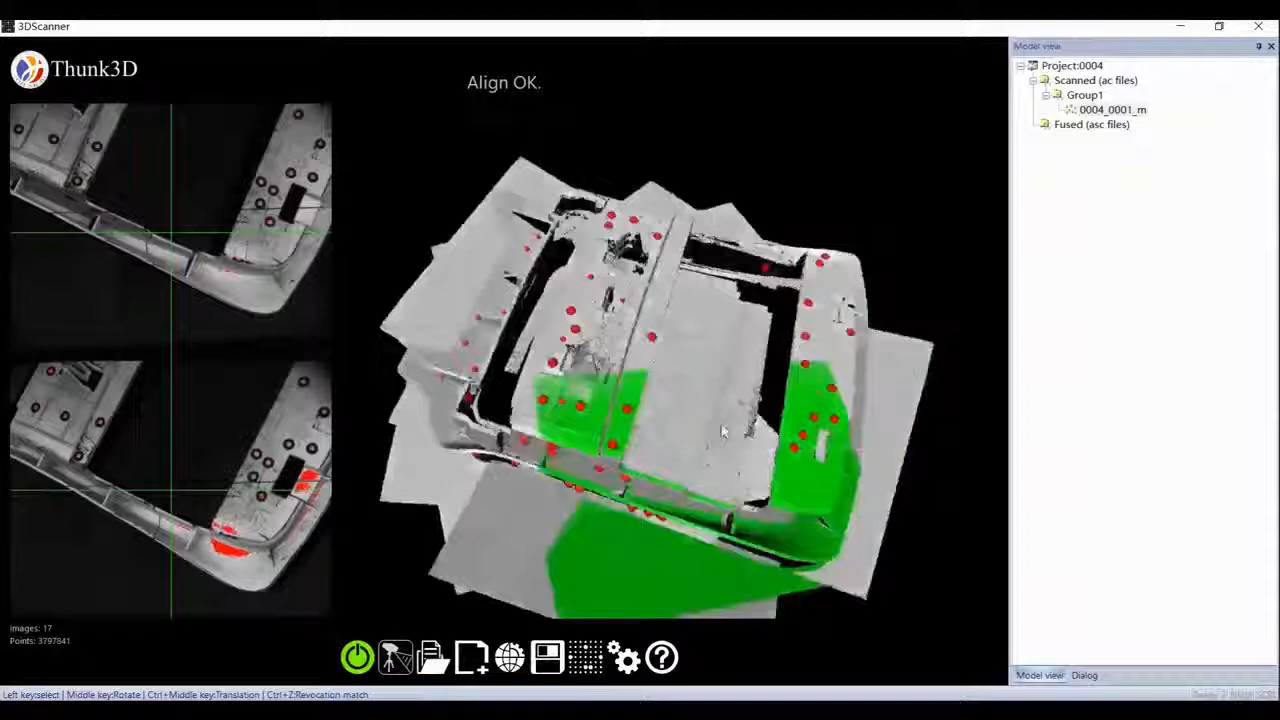 3DScanner
Model view
Thunk3D
Align OK.
Project:0004
Scanned (ac files)
Group1
0004_0001_m
Fused (asc files)
Images: 17
Points: 3797841
Model view
Dialog
Left key:select | Middle key:Rotate | Ctrl+Middle key:Translation | Ctrl+Z:Revocation match